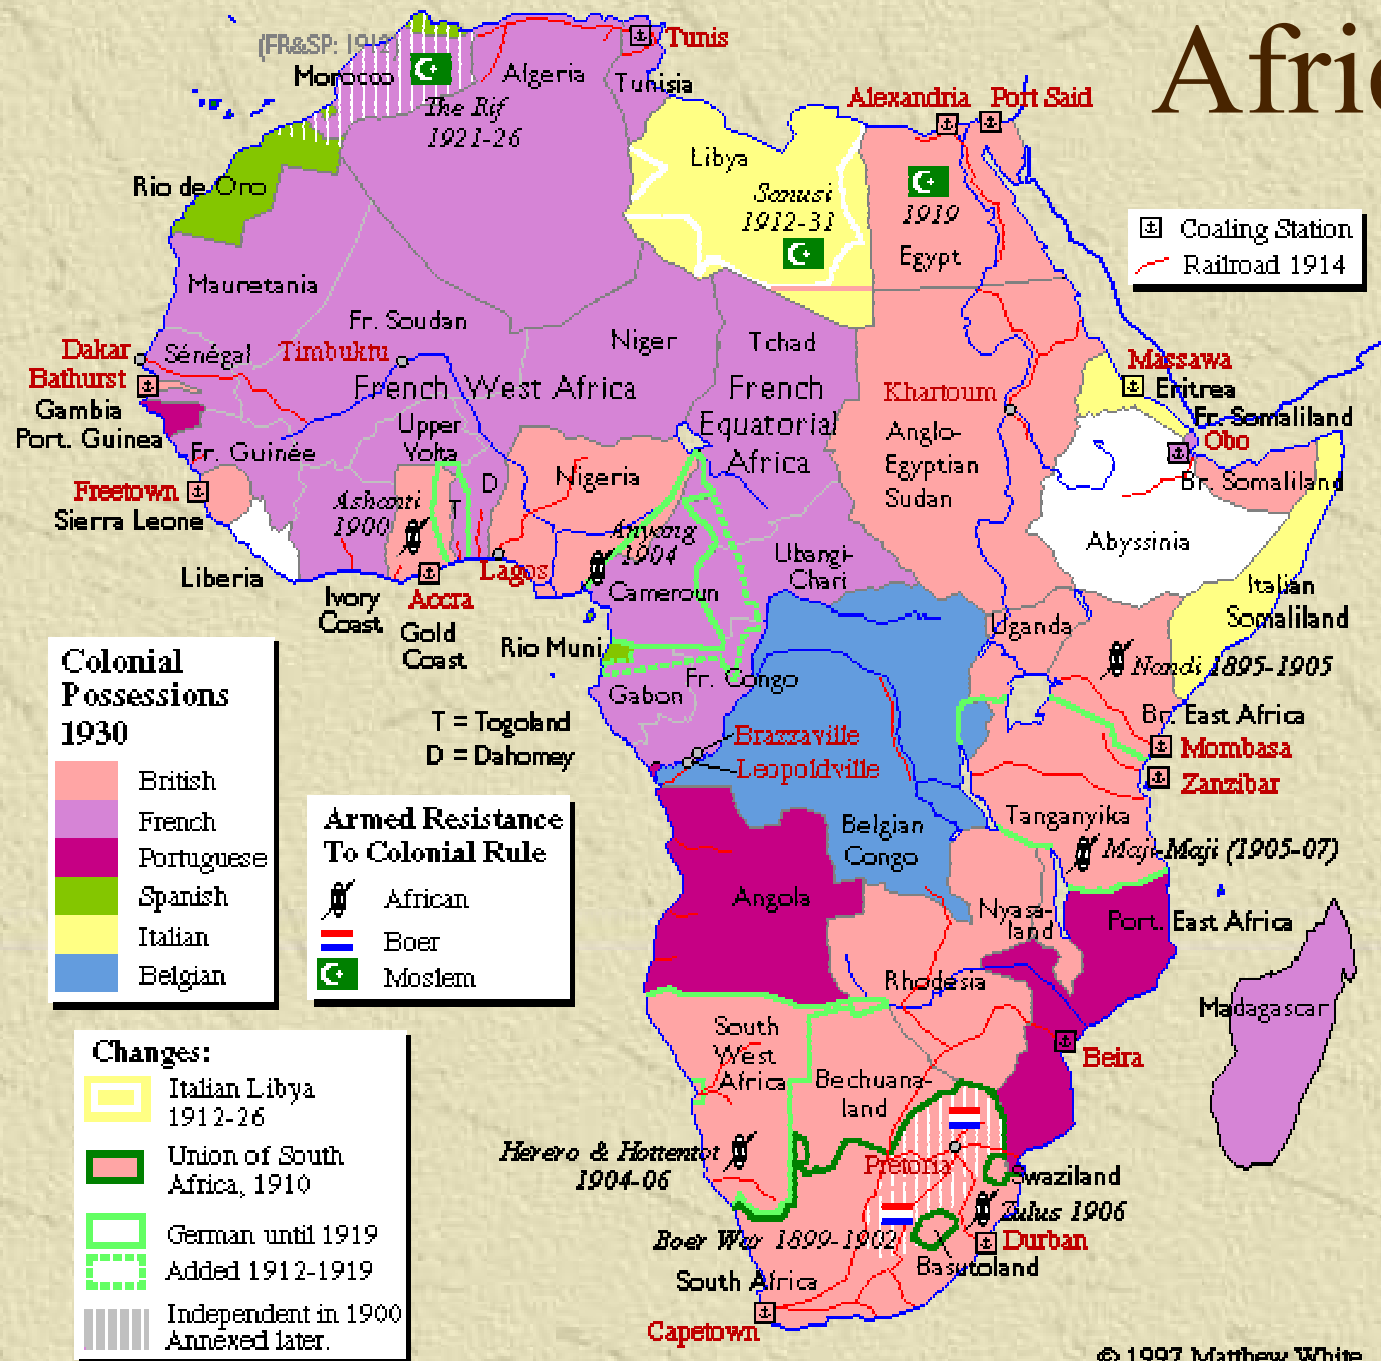 Afri
(FR&SP: 1912)
Morocco
The Rif
1921-26
Algeria
Tunis
Tunisia
Alexandria
Port Said
Libya
Sanusi
1912-31
1919
Egypt
Rio de Oro
Coaling Station
Railroad 1914
Mauretania
Fr. Soudan
Niger
Tchad
Dakar
Sénégal
Timbuktu
Bathurst
Gambia
Port. Guinea
French West Africa
French
Equatorial
Africa
Khartoum
Massawa
Eritrea
Fr. Somaliland
Obo
Br. Somaliland
Anglo-
Egyptian
Sudan
Upper
Volta
Fr. Guinée
Freetown
Sierra Leone
Ashanti
1900
T
D
Nigeria
Anyang
1904
Ubangi-
Chari
Abyssinia
Liberia
Ivory
Coast
Accra
Gold
Coast
Lagos
Cameroun
Italian
Somaliland
Uganda
Rio Muni
Nandi 1895-1905
Gabon
Fr. Congo
Br. East Africa
T = Togoland
D = Dahomey
Brazzaville
Leopoldville
Mombasa
Zanzibar
Colonial
Possessions
1930
British
French
Portuguese
Spanish
Italian
Belgian
Armed Resistance
To Colonial Rule
African
Boer
Moslem
Belgian
Congo
Tanganyika
Maji-Maji (1905-07)
Angola
Nyasa-
land
Port. East Africa
Rhodesia
Madagascar
South
West
Africa
Bechuana-
land
Beira
Changes:
Italian Libya
1912-26
Union of South
Africa, 1910
German until 1919
Added 1912-1919
Independent in 1900
Annexed later.
Herero & Hottentot
1904-06
Pretoria
Swaziland
Zulus 1906
Boer War 1899-1902
Durban
Basutoland
South Africa
Capetown
© 1997 Matthew White